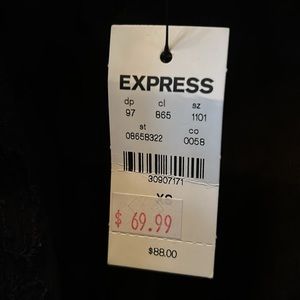 EXPRESS
dp cl sz
97 865 1101
st co
08658322 0058
30907171
XS
$ 69.99
$88.00